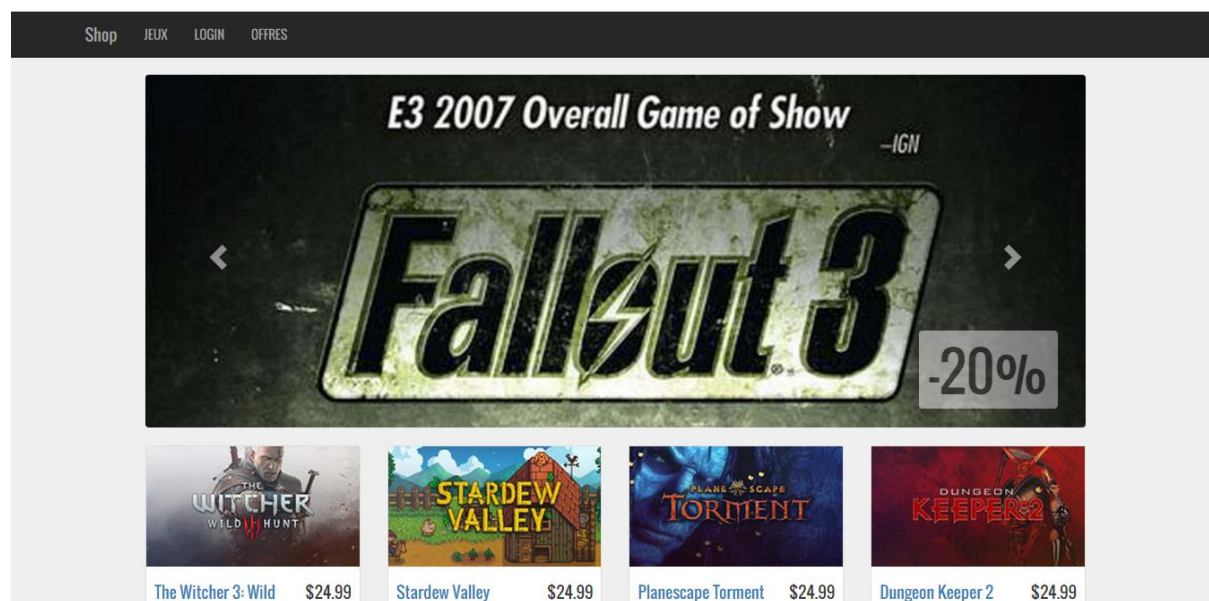 Shop JEUX LOGIN OFFRES
E3 2007 Overall Game of Show
–IGN
Fallout 3
-20%
THE
WITCHER
WILD HUNT
STARDEW
VALLEY
PLANESCAPE
TORMENT
DUNGEON
KEEPER 2
The Witcher 3: Wild $24.99
Stardew Valley $24.99
Planescape Torment $24.99
Dungeon Keeper 2 $24.99